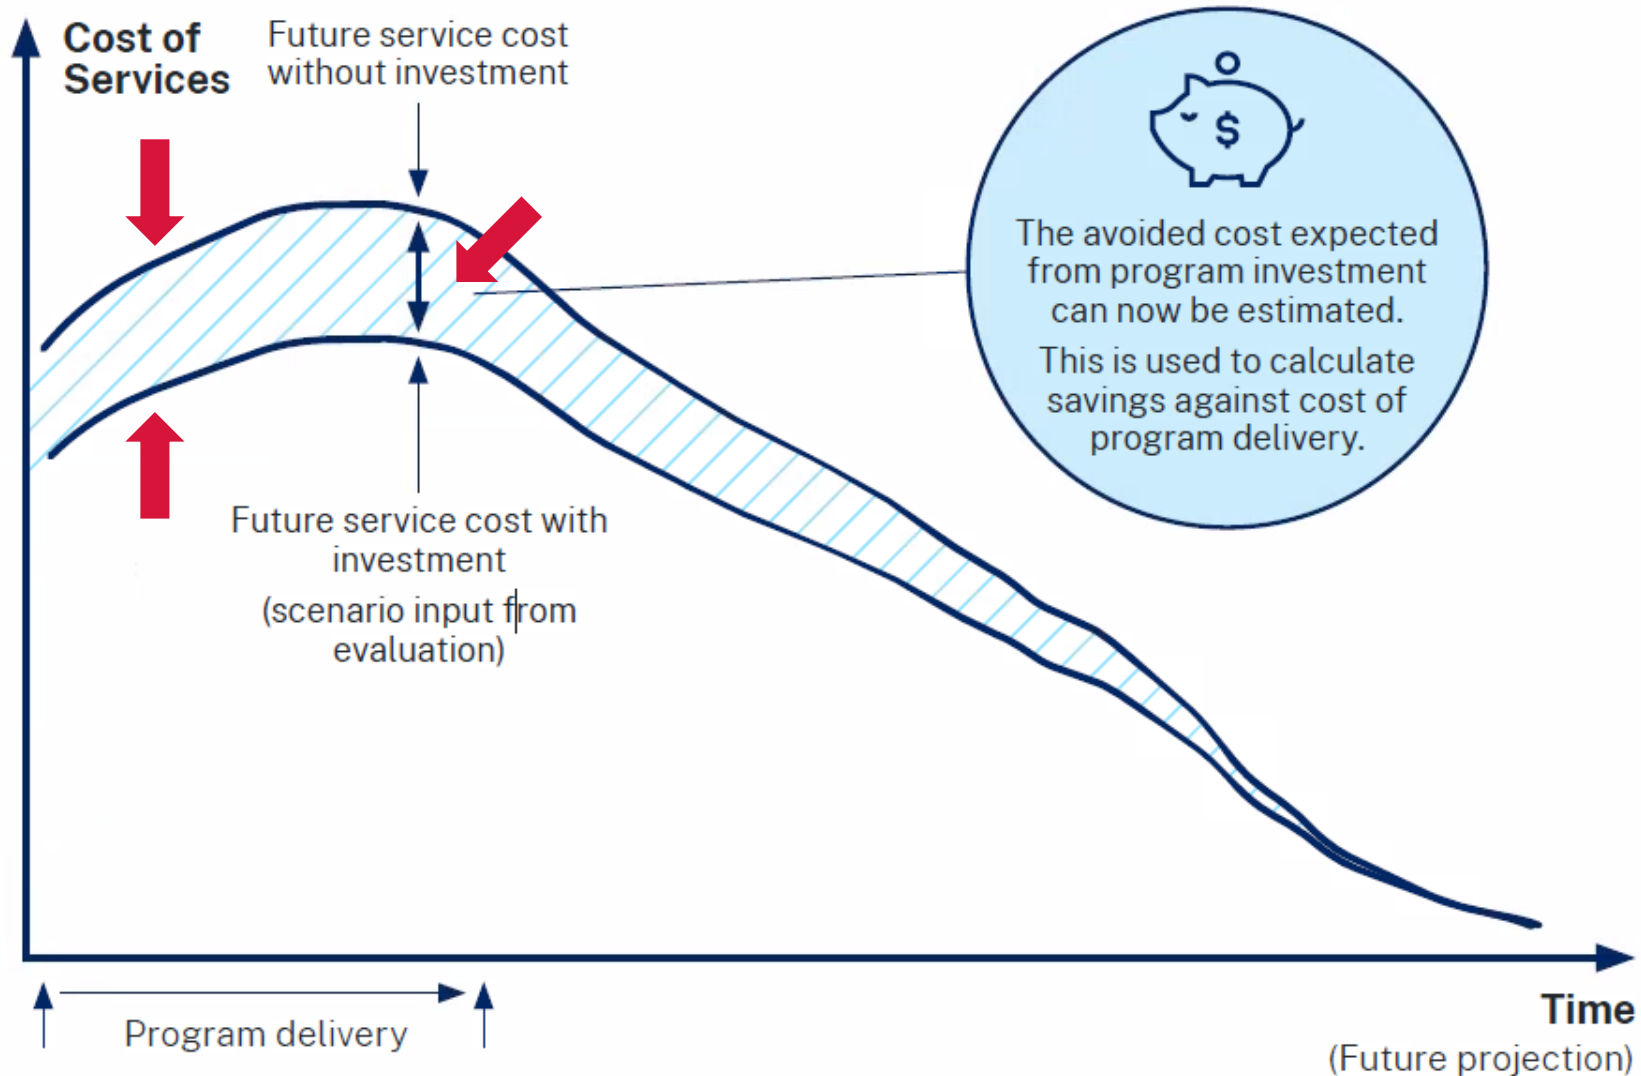 Cost of
Services
Future service cost
without investment
$
The avoided cost expected
from program investment
can now be estimated.
This is used to calculate
savings against cost of
program delivery.
Future service cost with
investment
(scenario input from
evaluation)
Program delivery
Time
(Future projection)